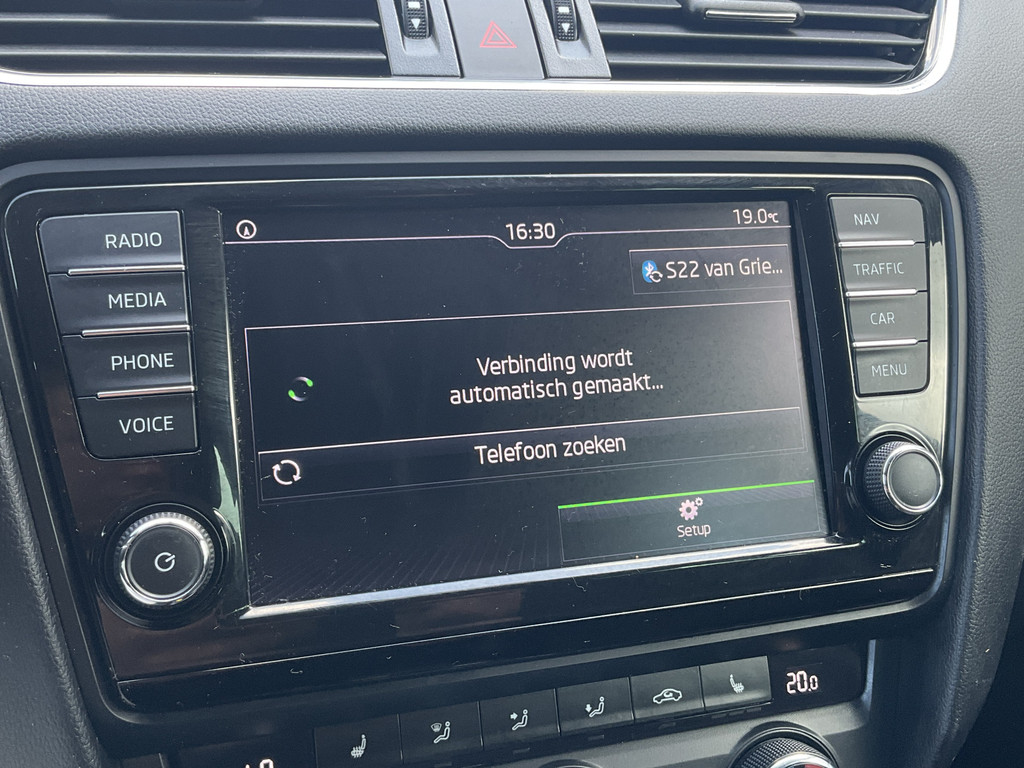 16:30
19.0°C
S22 van Grie...
RADIO
MEDIA
PHONE
VOICE
Verbinding wordt
automatisch gemaakt...
Telefoon zoeken
Setup
NAV
TRAFFIC
CAR
MENU
20.0